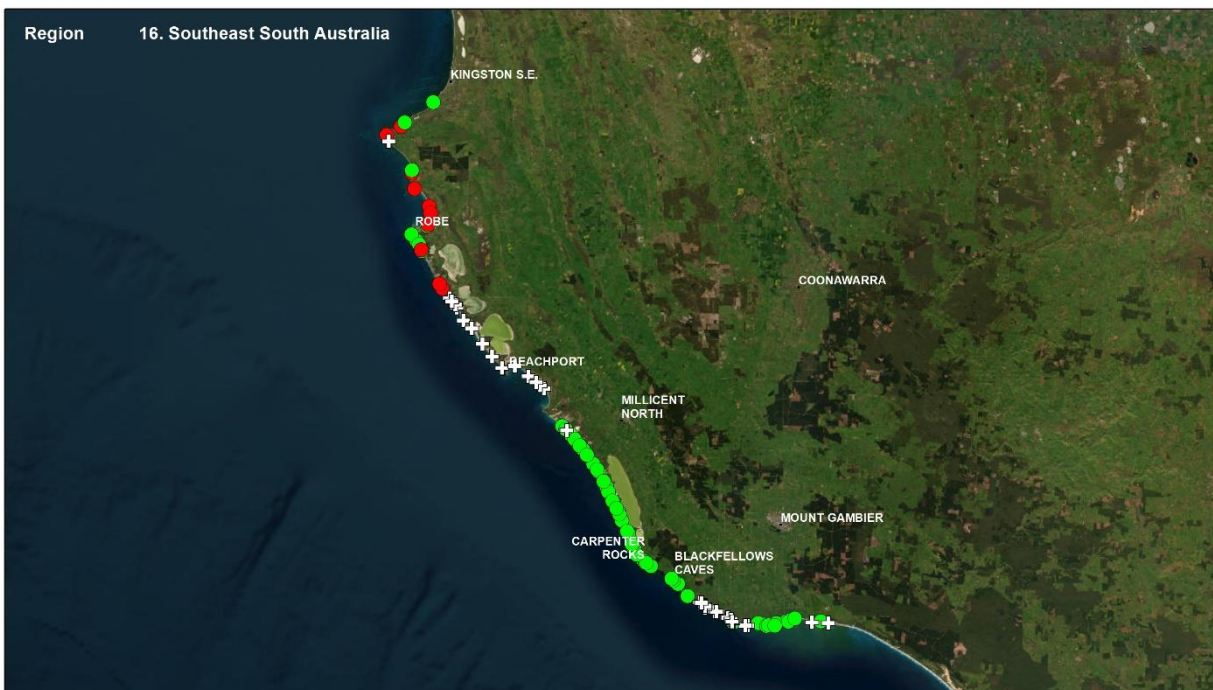 Region 16. Southeast South Australia
KINGSTON S.E.
ROBE
COONAWARRA
BEACHPORT
MILLICENT
NORTH
MOUNT GAMBIER
CARPENTER
ROCKS
BLACKFELLOWS
CAVES